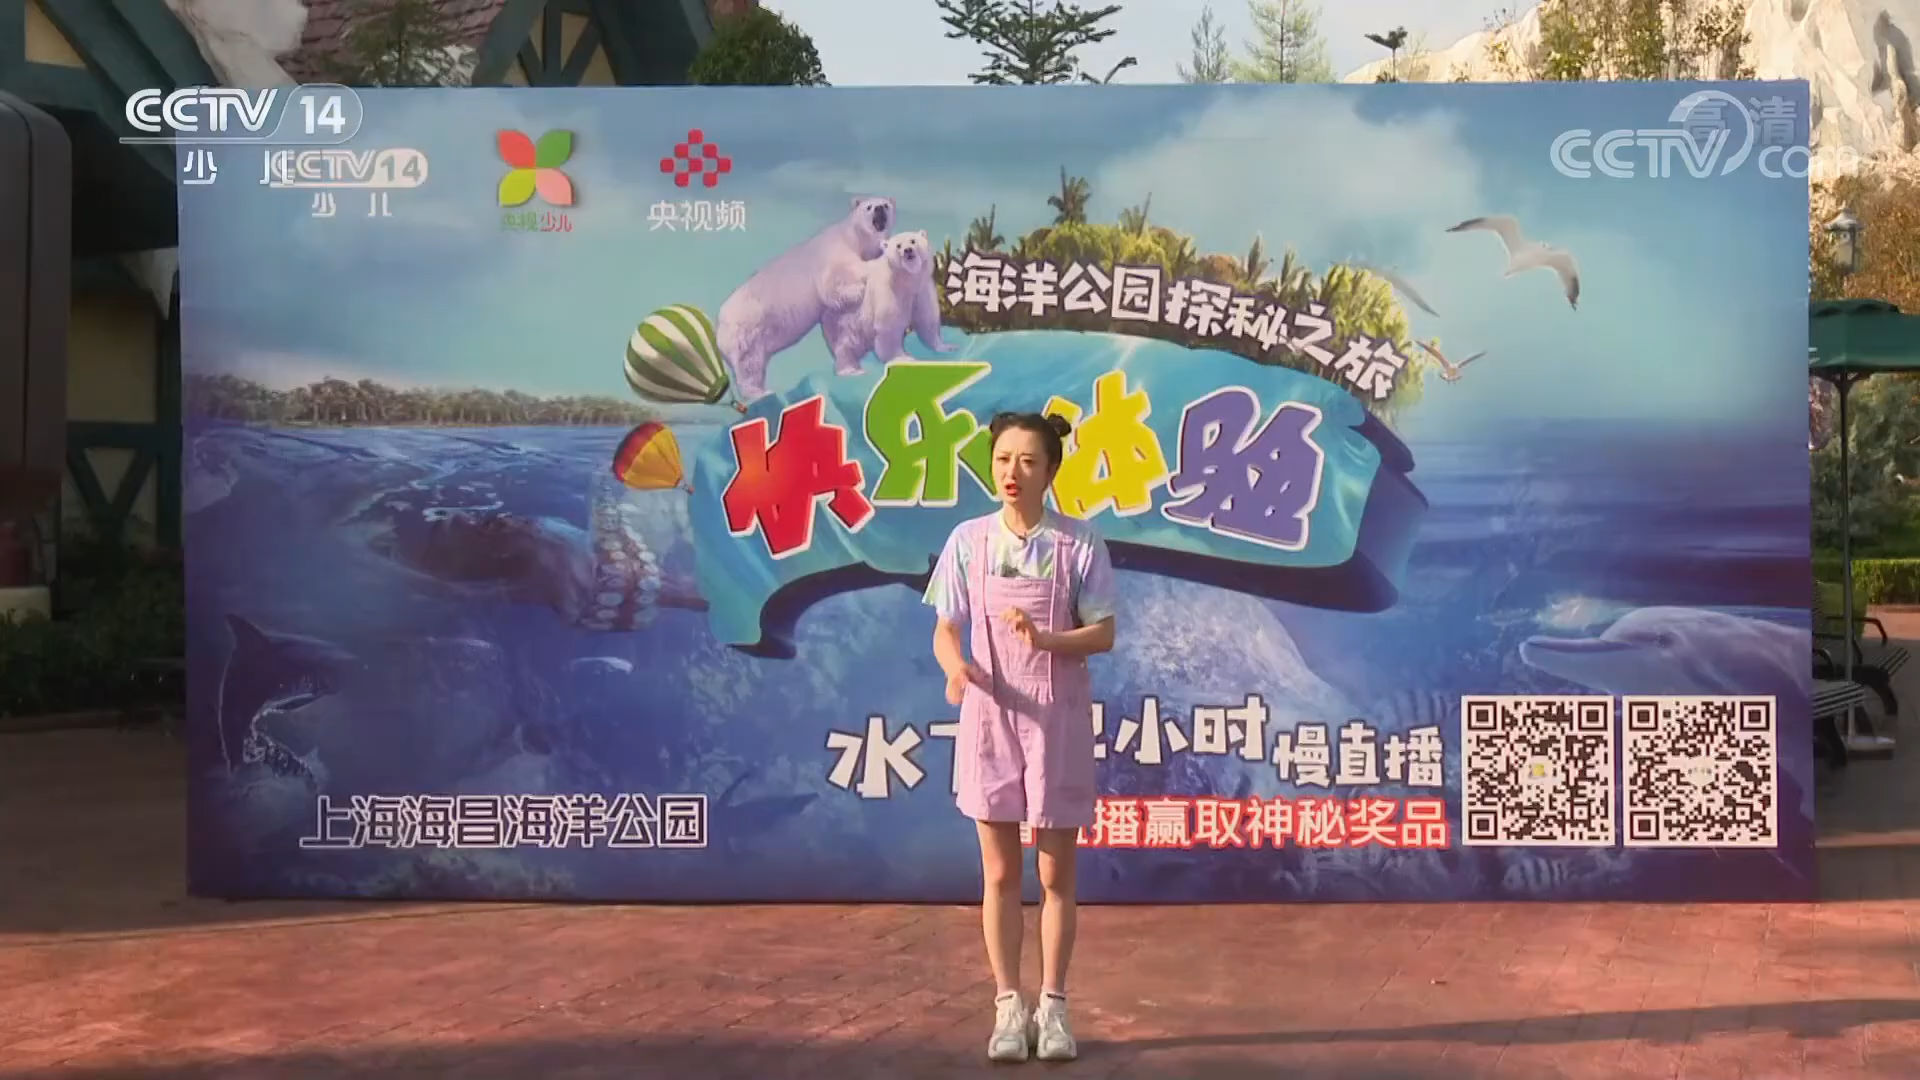 CCTV 14
少儿
高清
CCTV.com
CCTV 14
少儿
央视少儿
央视频
海洋公园探秘之旅
快乐体验
水下
小时慢直播
播赢取神秘奖品
上海海昌海洋公园